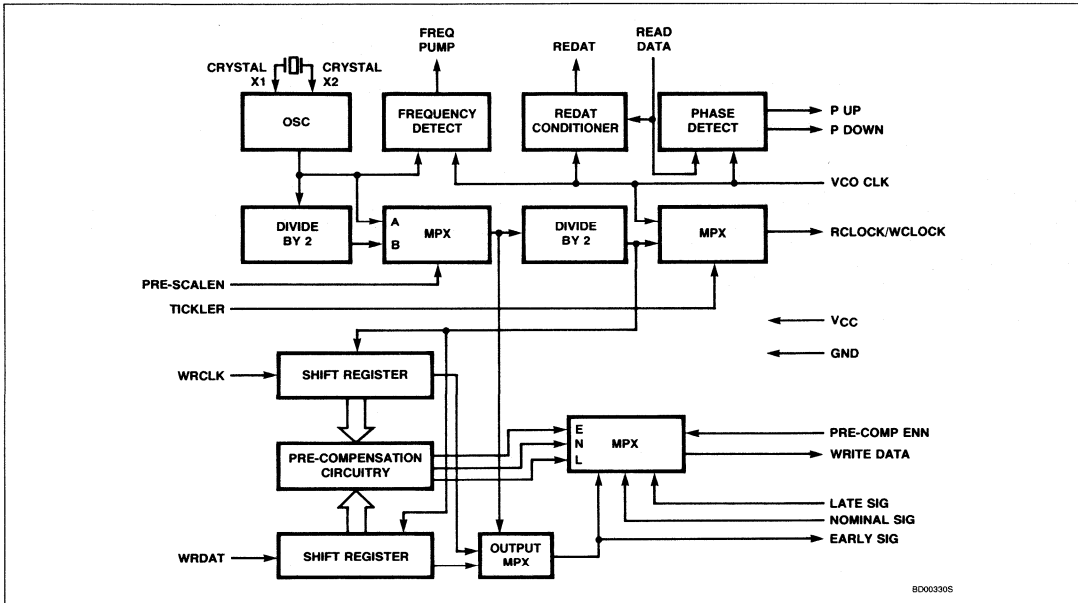 FREQ
PUMP
REDAT
READ
DATA
CRYSTAL
X1
CRYSTAL
X2
OSC
FREQUENCY
DETECT
REDAT
CONDITIONER
PHASE
DETECT
P UP
P DOWN
VCO CLK
DIVIDE
BY 2
A
B
MPX
DIVIDE
BY 2
MPX
RCLOCK/WCLOCK
PRE-SCALEN
TICKLER
VCC
GND
WRCLK
SHIFT REGISTER
PRE-COMPENSATION
CIRCUITRY
E
N
L
MPX
PRE-COMP ENN
WRITE DATA
LATE SIG
NOMINAL SIG
EARLY SIG
WRDAT
SHIFT REGISTER
OUTPUT
MPX
BD00330S